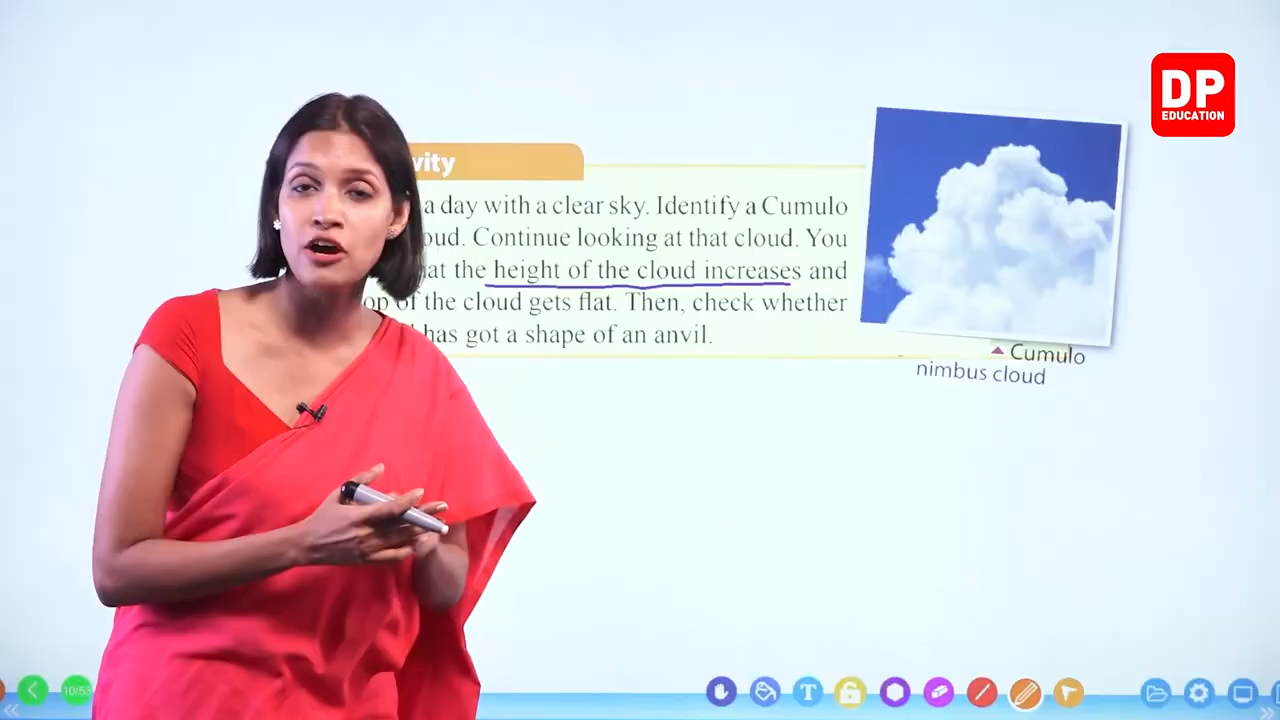 DP
EDUCATION
vity
a day with a clear sky. Identify a Cumulo
oud. Continue looking at that cloud. You
at the height of the cloud increases and
op of the cloud gets flat. Then, check whether
has got a shape of an anvil.
Cumulo
nimbus cloud
10/53
T